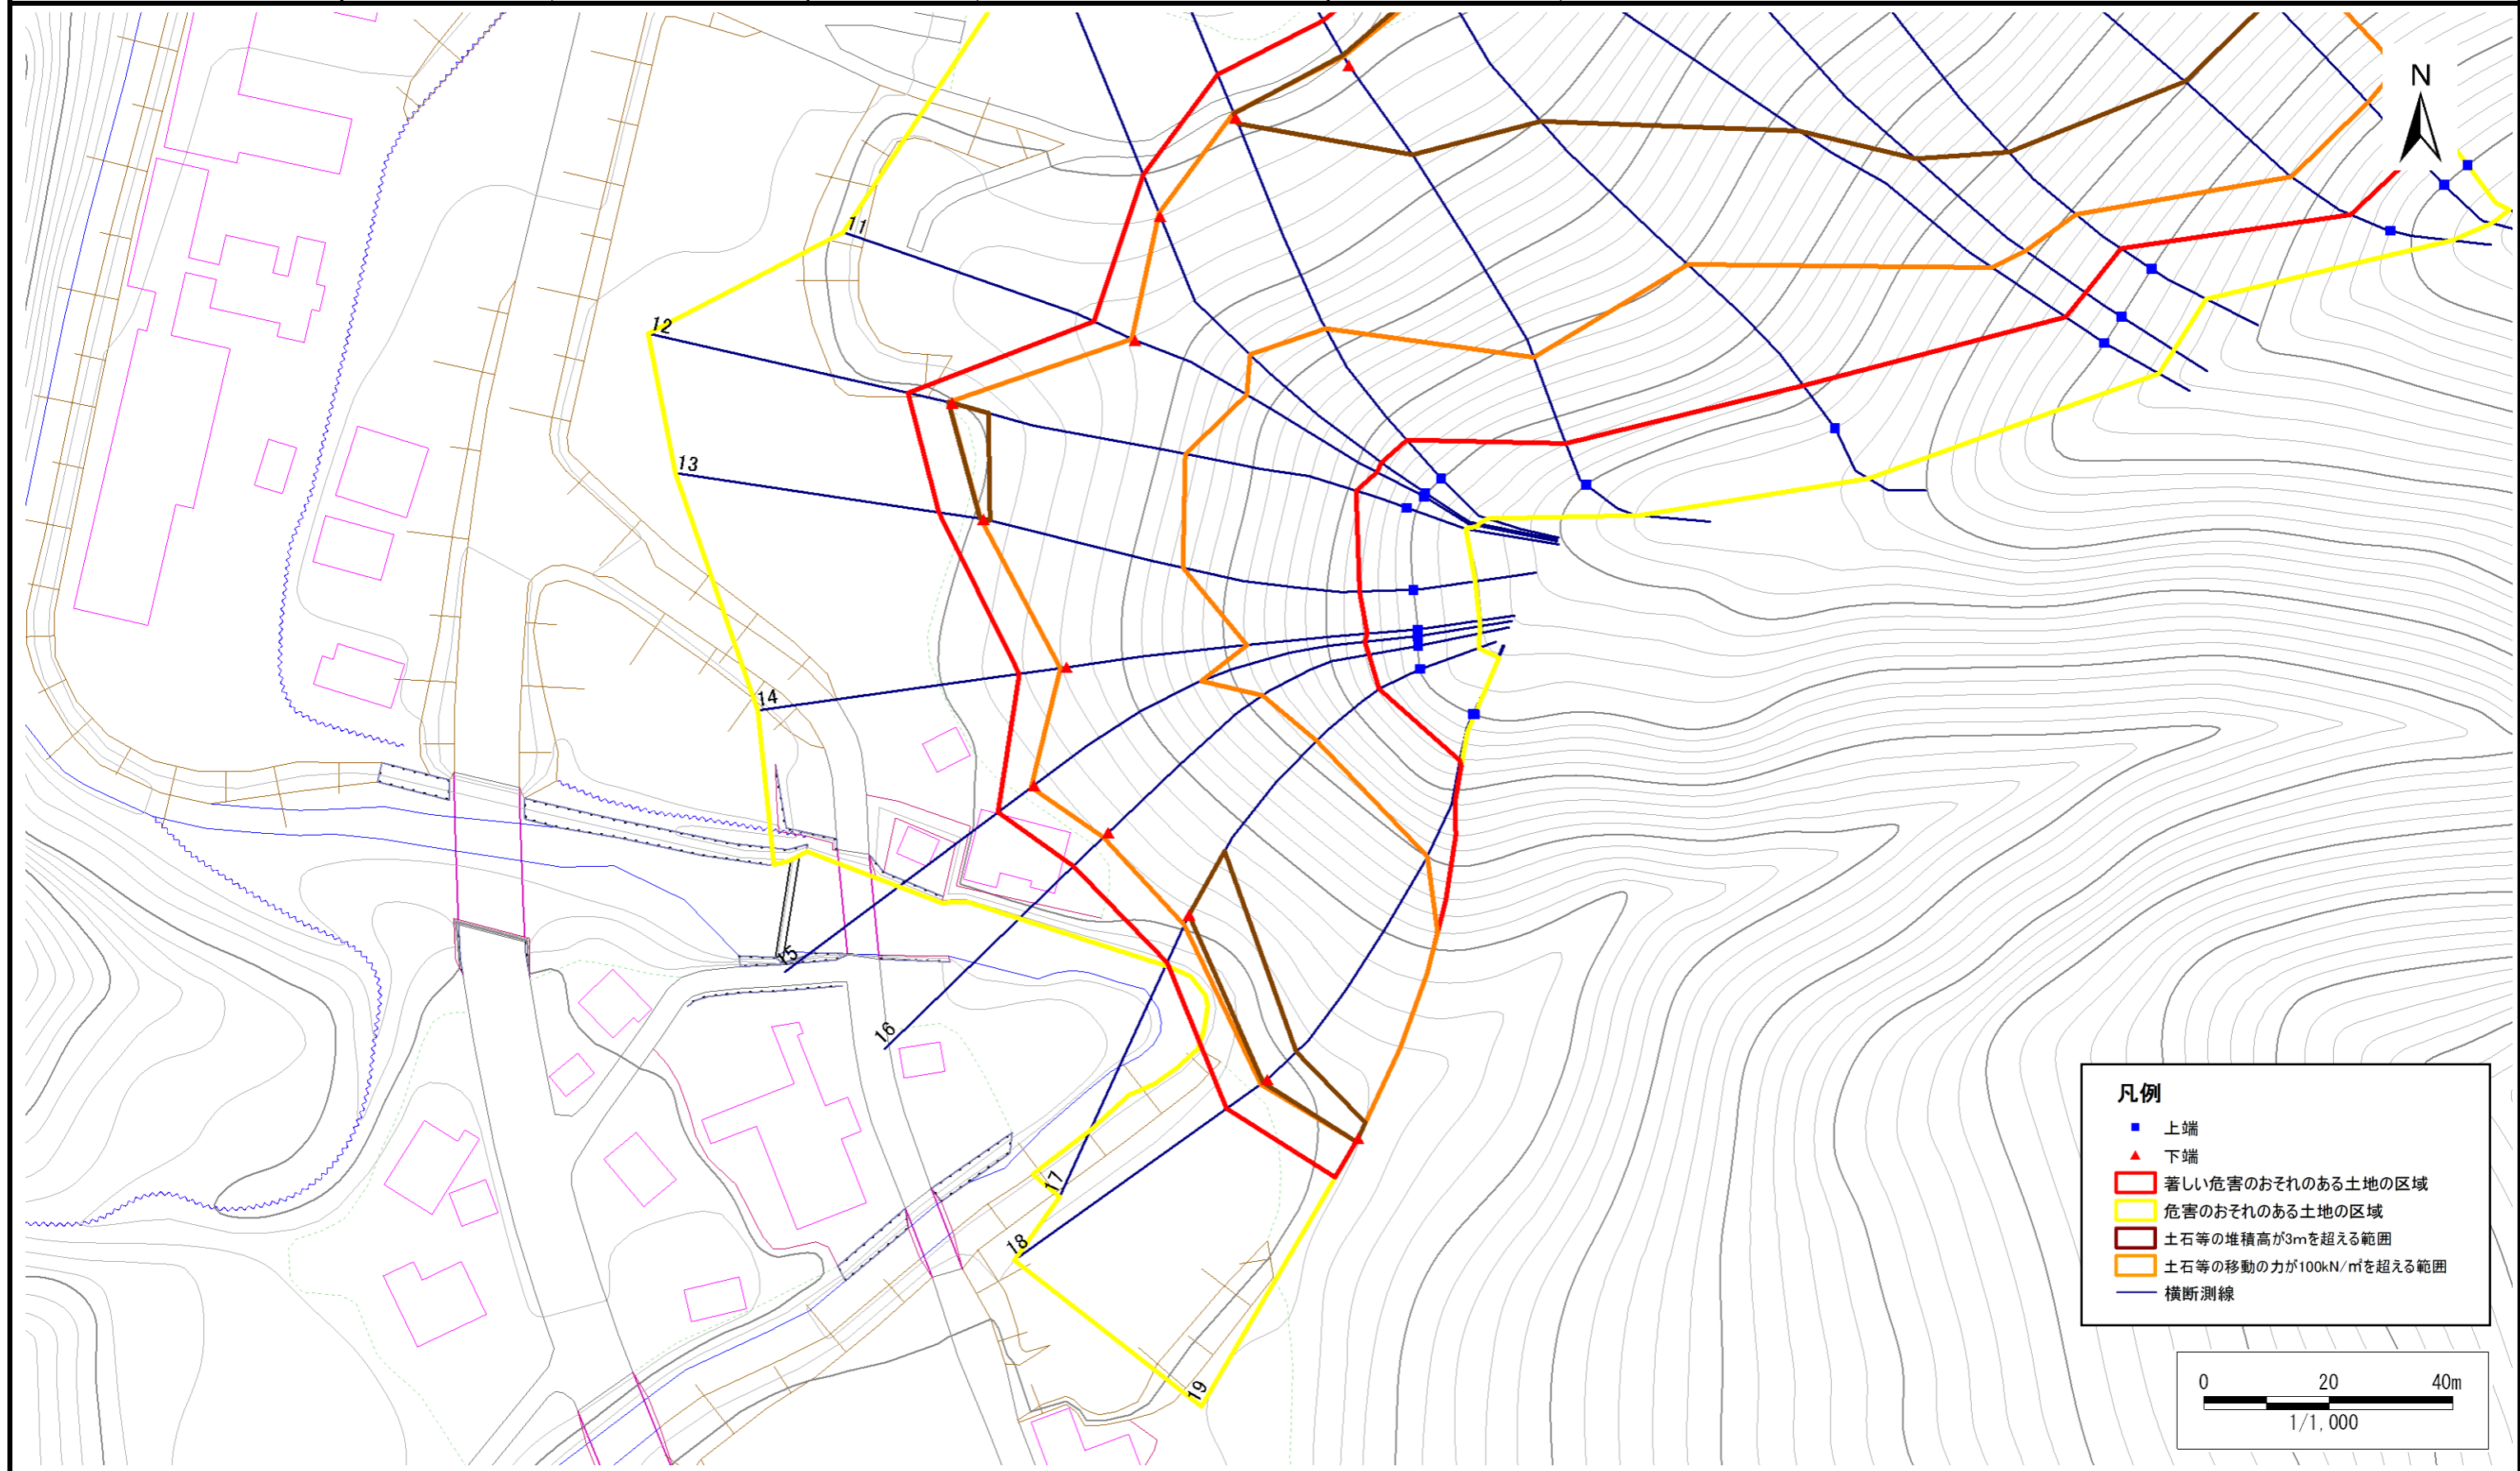 N
11
12
13
14
15
16
17
18
19
凡例
上端
下端
著しい危害のおそれのある土地の区域
危害のおそれのある土地の区域
土石等の堆積高が3mを超える範囲
土石等の移動の力が100kN/㎡を超える範囲
横断測線
0 20 40m
1/1,000